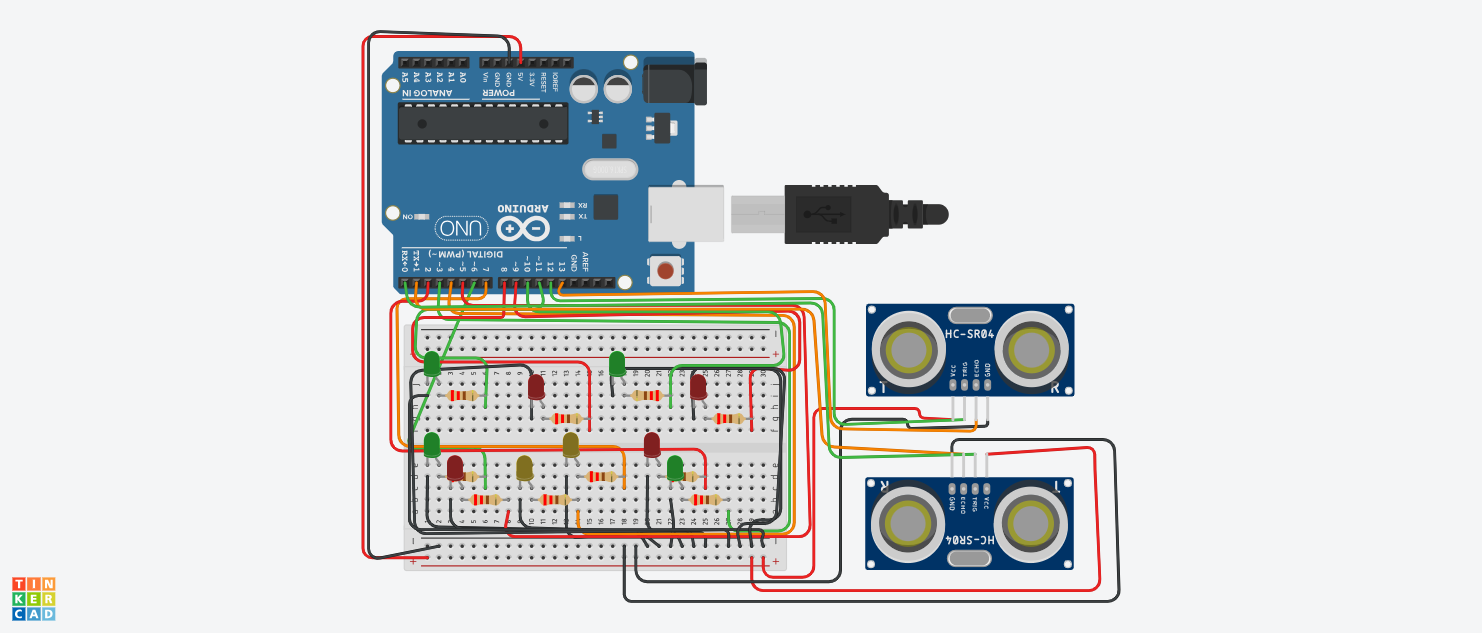 A5 A4 A3 A2 A1 A0
Vin GND GND 5V 3.3V RESET IOREF
ANALOG IN
POWER
RX
TX
ON
UNO
ARDUINO
L
DIGITAL (PWM~)
RX←0 TX→1 2 ~3 4 ~5 ~6 7 8 ~9 ~10 ~11 12 13 GND AREF
HC-SR04
VCC TRIG ECHO GND
L
R
R
T
GND ECHO TRIG VCC
HC-SR04
TIN
KER
CAD